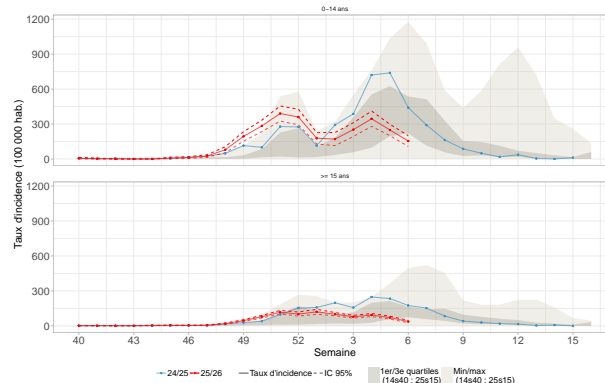 0−14 ans
1200
900
600
300
0
>= 15 ans
1200
900
600
300
0
40 43 46 49 52 3 6 9 12 15
Taux d'incidence (100 000 hab.)
Semaine
24/25 25/26 Taux d'incidence IC 95% 1er/3e quartiles (14s40 : 25s15) Min/max (14s40 : 25s15)